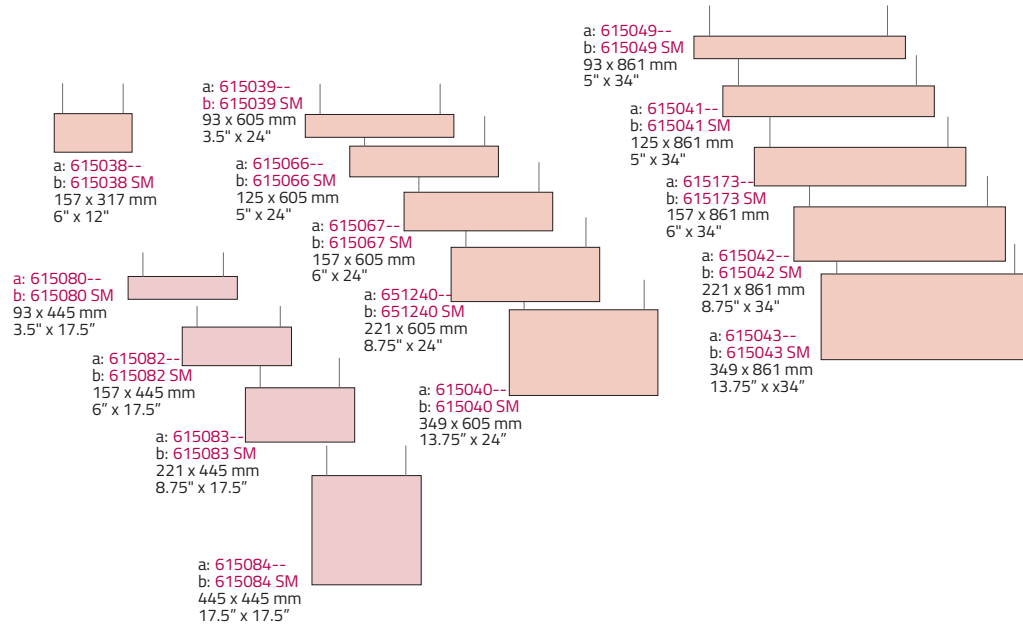 a: 615038--
b: 615038 SM
157 x 317 mm
6" x 12"
a: 615080--
b: 615080 SM
93 x 445 mm
3.5" x 17.5”
a: 615082--
b: 615082 SM
157 x 445 mm
6” x 17.5”
a: 615083--
b: 615083 SM
221 x 445 mm
8.75" x 17.5”
a: 615084--
b: 615084 SM
445 x 445 mm
17.5” x 17.5”
a: 615039--
b: 615039 SM
93 x 605 mm
3.5" x 24"
a: 615066--
b: 615066 SM
125 x 605 mm
5" x 24"
a: 615067--
b: 615067 SM
157 x 605 mm
6" x 24"
a: 651240--
b: 651240 SM
221 x 605 mm
8.75" x 24"
a: 615040--
b: 615040 SM
349 x 605 mm
13.75” x 24”
a: 615049--
b: 615049 SM
93 x 861 mm
5" x 34"
a: 615041--
b: 615041 SM
125 x 861 mm
5" x 34"
a: 615173--
b: 615173 SM
157 x 861 mm
6" x 34"
a: 615042--
b: 615042 SM
221 x 861 mm
8.75" x 34"
a: 615043--
b: 615043 SM
349 x 861 mm
13.75” x x34”